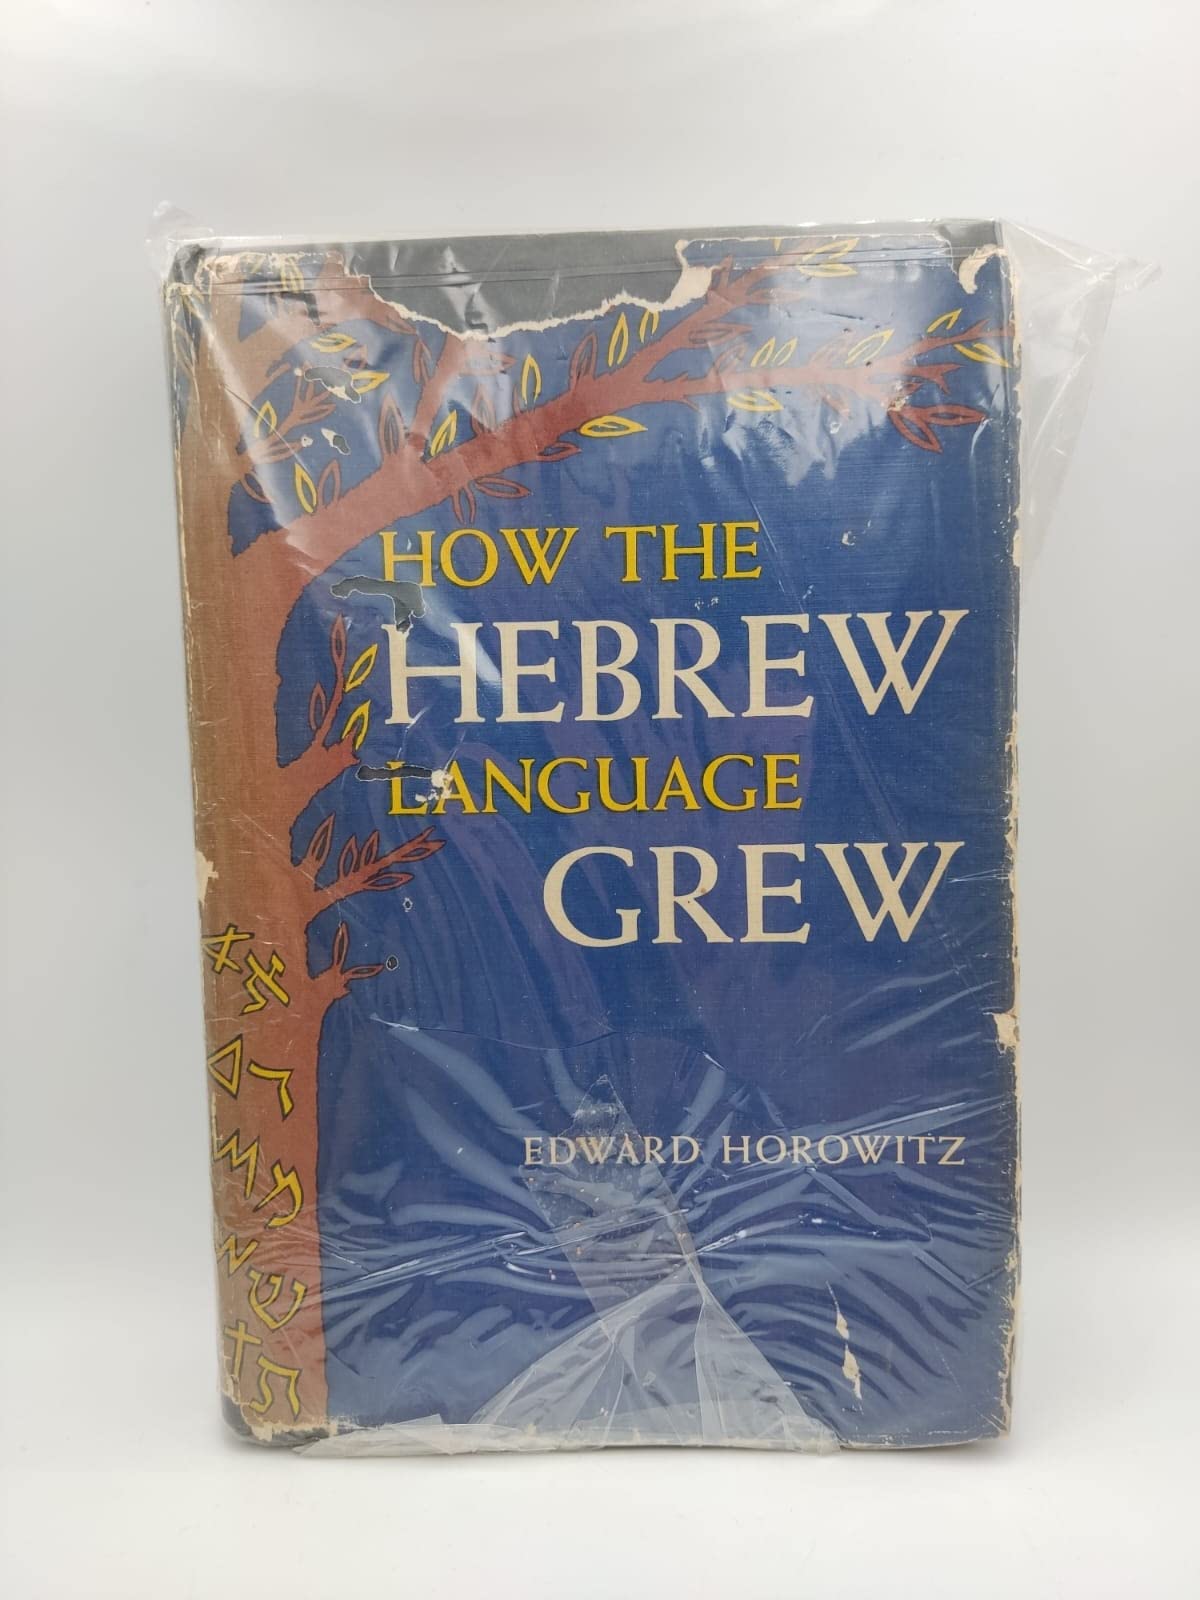 HOW THE
HEBREW
LANGUAGE
GREW
EDWARD HOROWITZ
א
ש
ת